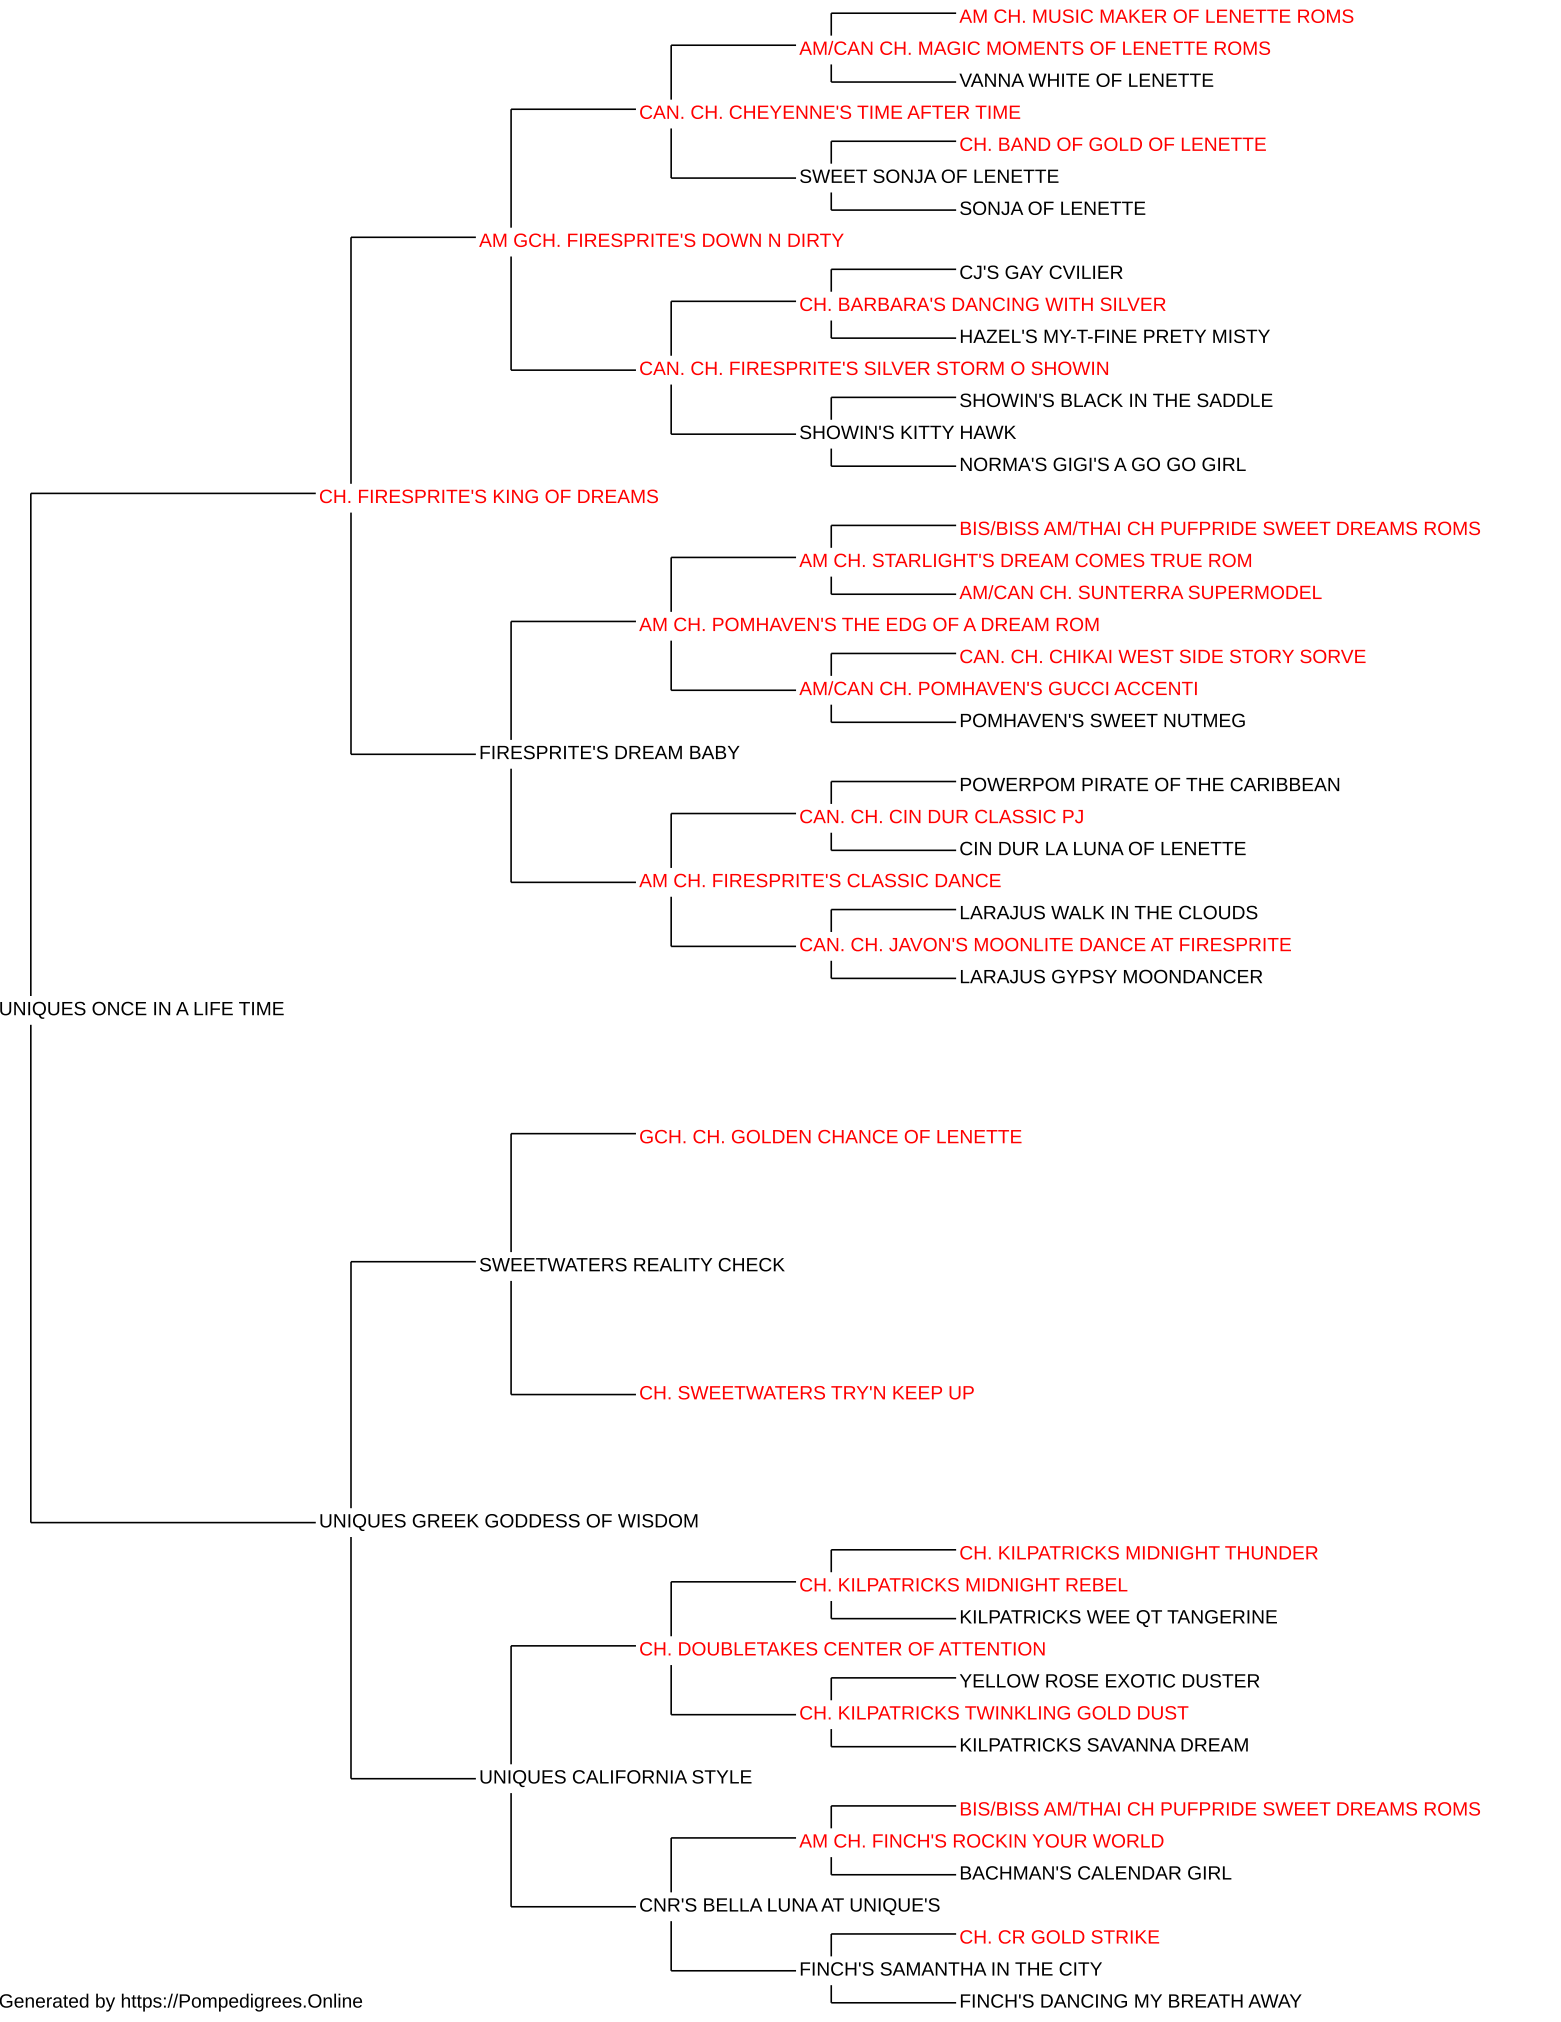 AM CH. MUSIC MAKER OF LENETTE ROMS
AM/CAN CH. MAGIC MOMENTS OF LENETTE ROMS
VANNA WHITE OF LENETTE
CAN. CH. CHEYENNE'S TIME AFTER TIME
CH. BAND OF GOLD OF LENETTE
SWEET SONJA OF LENETTE
SONJA OF LENETTE
AM GCH. FIRESPRITE'S DOWN N DIRTY
CJ'S GAY CVILIER
CH. BARBARA'S DANCING WITH SILVER
HAZEL'S MY-T-FINE PRETY MISTY
CAN. CH. FIRESPRITE'S SILVER STORM O SHOWIN
SHOWIN'S BLACK IN THE SADDLE
SHOWIN'S KITTY HAWK
NORMA'S GIGI'S A GO GO GIRL
CH. FIRESPRITE'S KING OF DREAMS
BIS/BISS AM/THAI CH PUFPRIDE SWEET DREAMS ROMS
AM CH. STARLIGHT'S DREAM COMES TRUE ROM
AM/CAN CH. SUNTERRA SUPERMODEL
AM CH. POMHAVEN'S THE EDG OF A DREAM ROM
CAN. CH. CHIKAI WEST SIDE STORY SORVE
AM/CAN CH. POMHAVEN'S GUCCI ACCENTI
POMHAVEN'S SWEET NUTMEG
FIRESPRITE'S DREAM BABY
POWERPOM PIRATE OF THE CARIBBEAN
CAN. CH. CIN DUR CLASSIC PJ
CIN DUR LA LUNA OF LENETTE
AM CH. FIRESPRITE'S CLASSIC DANCE
LARAJUS WALK IN THE CLOUDS
CAN. CH. JAVON'S MOONLITE DANCE AT FIRESPRITE
LARAJUS GYPSY MOONDANCER
UNIQUES ONCE IN A LIFE TIME
GCH. CH. GOLDEN CHANCE OF LENETTE
SWEETWATERS REALITY CHECK
CH. SWEETWATERS TRY'N KEEP UP
UNIQUES GREEK GODDESS OF WISDOM
CH. KILPATRICKS MIDNIGHT THUNDER
CH. KILPATRICKS MIDNIGHT REBEL
KILPATRICKS WEE QT TANGERINE
CH. DOUBLETAKES CENTER OF ATTENTION
YELLOW ROSE EXOTIC DUSTER
CH. KILPATRICKS TWINKLING GOLD DUST
KILPATRICKS SAVANNA DREAM
UNIQUES CALIFORNIA STYLE
BIS/BISS AM/THAI CH PUFPRIDE SWEET DREAMS ROMS
AM CH. FINCH'S ROCKIN YOUR WORLD
BACHMAN'S CALENDAR GIRL
CNR'S BELLA LUNA AT UNIQUE'S
CH. CR GOLD STRIKE
FINCH'S SAMANTHA IN THE CITY
FINCH'S DANCING MY BREATH AWAY
Generated by https://Pompedigrees.Online